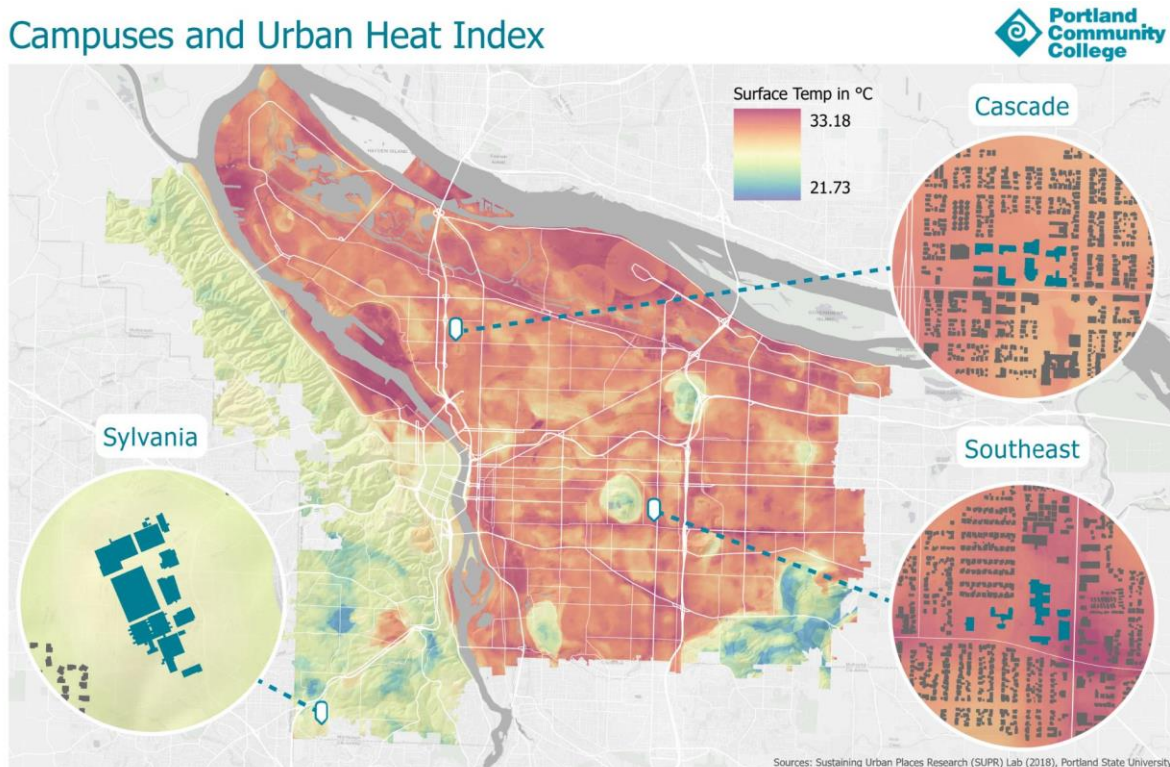 Campuses and Urban Heat Index
Portland
Community
College
Surface Temp in °C
33.18
21.73
Cascade
Sylvania
Southeast
Sources: Sustaining Urban Places Research (SUPR) Lab (2018), Portland State University